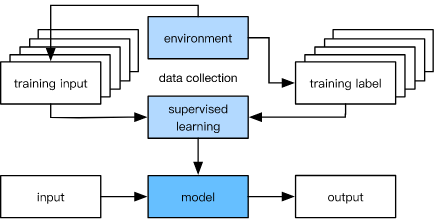 environment
data collection
training input
training label
supervised
learning
input
model
output